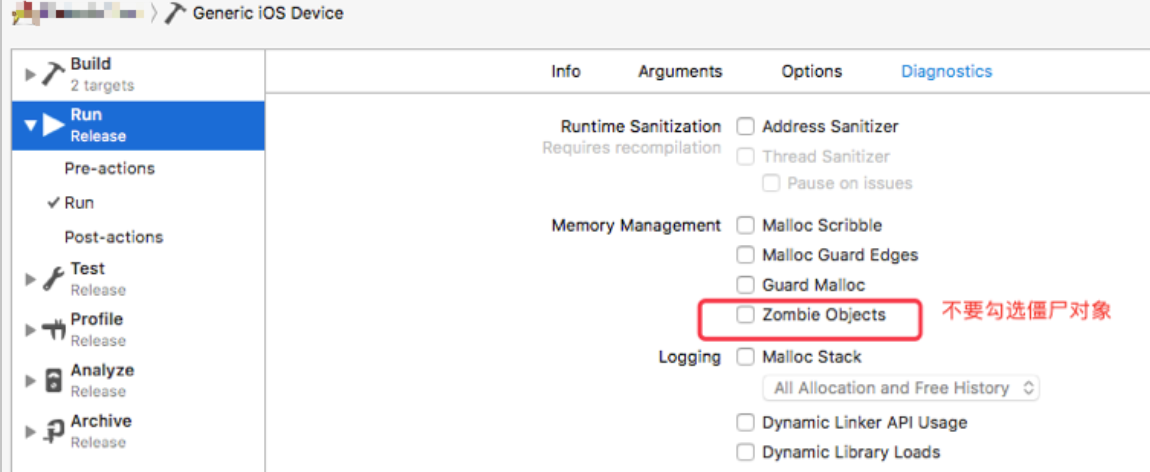 Generic iOS Device
Build
2 targets
Run
Release
Pre-actions
Run
Post-actions
Test
Release
Profile
Release
Analyze
Release
Archive
Release
Info Arguments Options Diagnostics
Runtime Sanitization Address Sanitizer
Requires recompilation Thread Sanitizer
Pause on issues
Memory Management Malloc Scribble
Malloc Guard Edges
Guard Malloc
Zombie Objects 不要勾选僵尸对象
Logging Malloc Stack
All Allocation and Free History
Dynamic Linker API Usage
Dynamic Library Loads